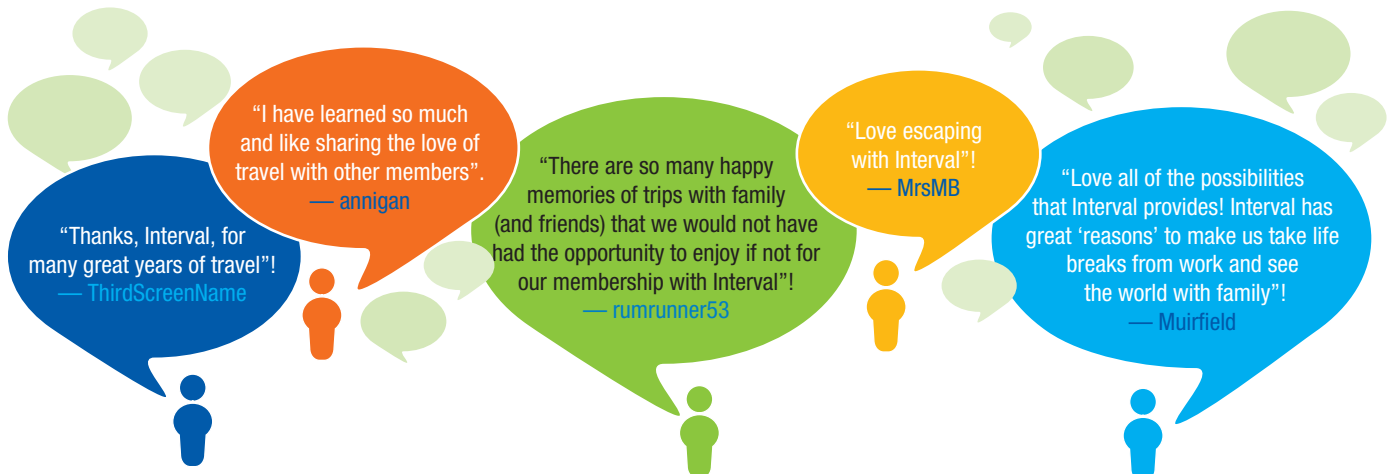 “Thanks, Interval, for
many great years of travel”!
— ThirdScreenName
“I have learned so much
and like sharing the love of
travel with other members”.
— annigan
“There are so many happy
memories of trips with family
(and friends) that we would not have
had the opportunity to enjoy if not for
our membership with Interval”!
— rumrunner53
“Love escaping
with Interval”!
— MrsMB
“Love all of the possibilities
that Interval provides! Interval has
great ‘reasons’ to make us take life
breaks from work and see
the world with family”!
— Muirfield